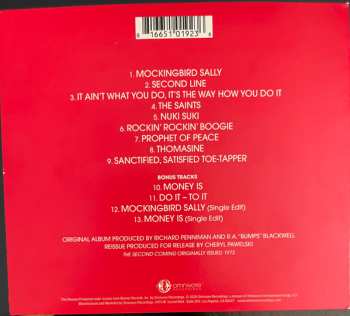 8 16651 01923 8
1. MOCKINGBIRD SALLY
2. SECOND LINE
3. IT AIN'T WHAT YOU DO, IT'S THE WAY HOW YOU DO IT
4. THE SAINTS
5. NUKI SUKI
6. ROCKIN' ROCKIN' BOOGIE
7. PROPHET OF PEACE
8. THOMASINE
9. SANCTIFIED, SATISFIED TOE-TAPPER
BONUS TRACKS
10. MONEY IS
11. DO IT – TO IT
12. MOCKINGBIRD SALLY (Single Edit)
13. MONEY IS (Single Edit)
ORIGINAL ALBUM PRODUCED BY RICHARD PENNIMAN AND R.A. "BUMPS" BLACKWELL
REISSUE PRODUCED FOR RELEASE BY CHERYL PAWELSKI
THE SECOND COMING ORIGINALLY ISSUED 1972
omnivore